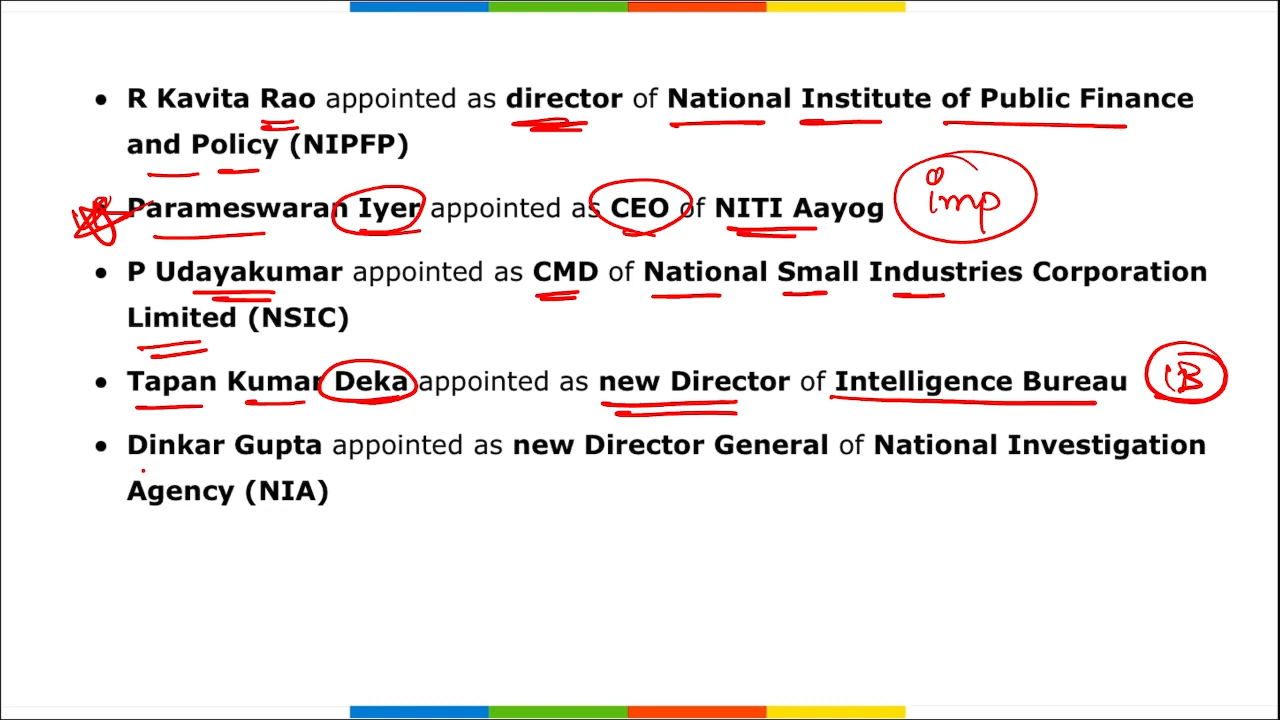 • R Kavita Rao appointed as director of National Institute of Public Finance
and Policy (NIPFP)
• Parameswaran Iyer appointed as CEO of NITI Aayog imp
• P Udayakumar appointed as CMD of National Small Industries Corporation
Limited (NSIC)
• Tapan Kumar Deka appointed as new Director of Intelligence Bureau IB
• Dinkar Gupta appointed as new Director General of National Investigation
Agency (NIA)